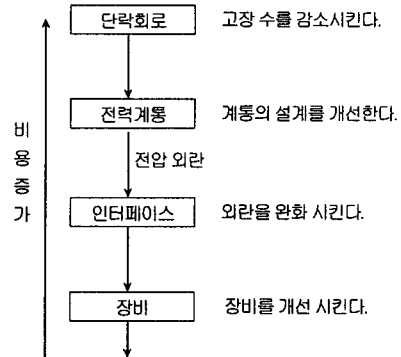 단락회로 고장 수를 감소시킨다.
전력계통 계통의 설계를 개선한다.
전압 외란
인터페이스 외란을 완화 시킨다.
장비 장비를 개선 시킨다.
비용증가